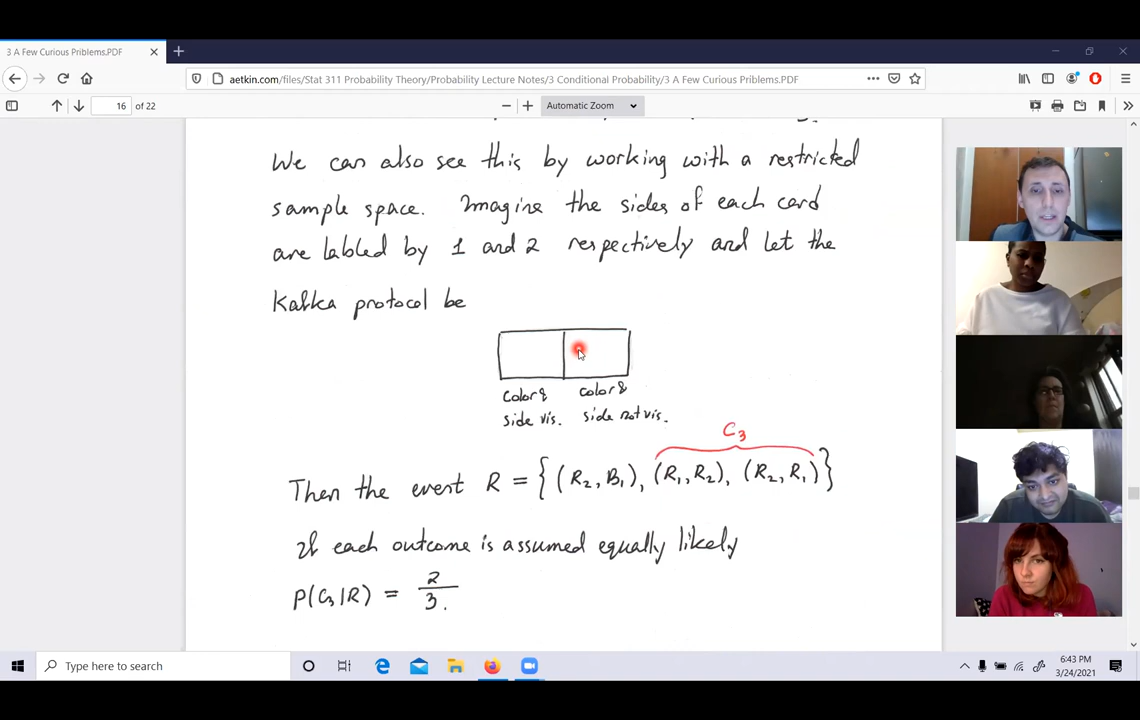 3 A Few Curious Priblems.PDF
aetkin.com/files/Stat 311 Probability Theory/Probability Lecture Notes/3 Conditional Probability/3 A Few Curious Priblems.PDF
16 of 22
Automatic Zoom
We can also see this by working with a restricted
sample space. Imagine the sides of each card
are labled by 1 and 2 respectively and let the
Kafka protocol be
color & side vis.
color & side not vis.
C₃
Then the event R = {(R₂, B₁), (R₁, R₂), (R₂, R₁)}
If each outcome is assumed equally likely
P(C₃|R) = 2/3.
Type here to search
6:43 PM
3/24/2021